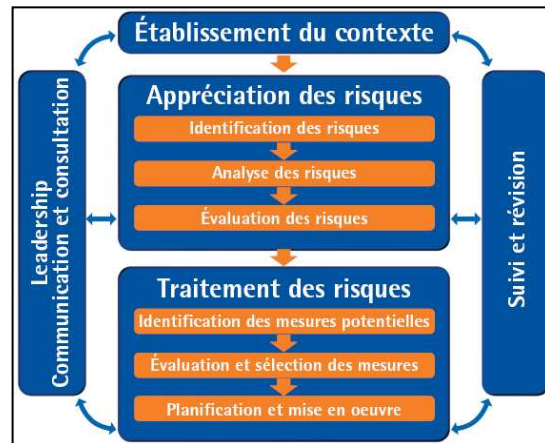 Établissement du contexte
Leadership
Communication et consultation
Appréciation des risques
Identification des risques
Analyse des risques
Évaluation des risques
Traitement des risques
Identification des mesures potentielles
Évaluation et sélection des mesures
Planification et mise en oeuvre
Suivi et révision